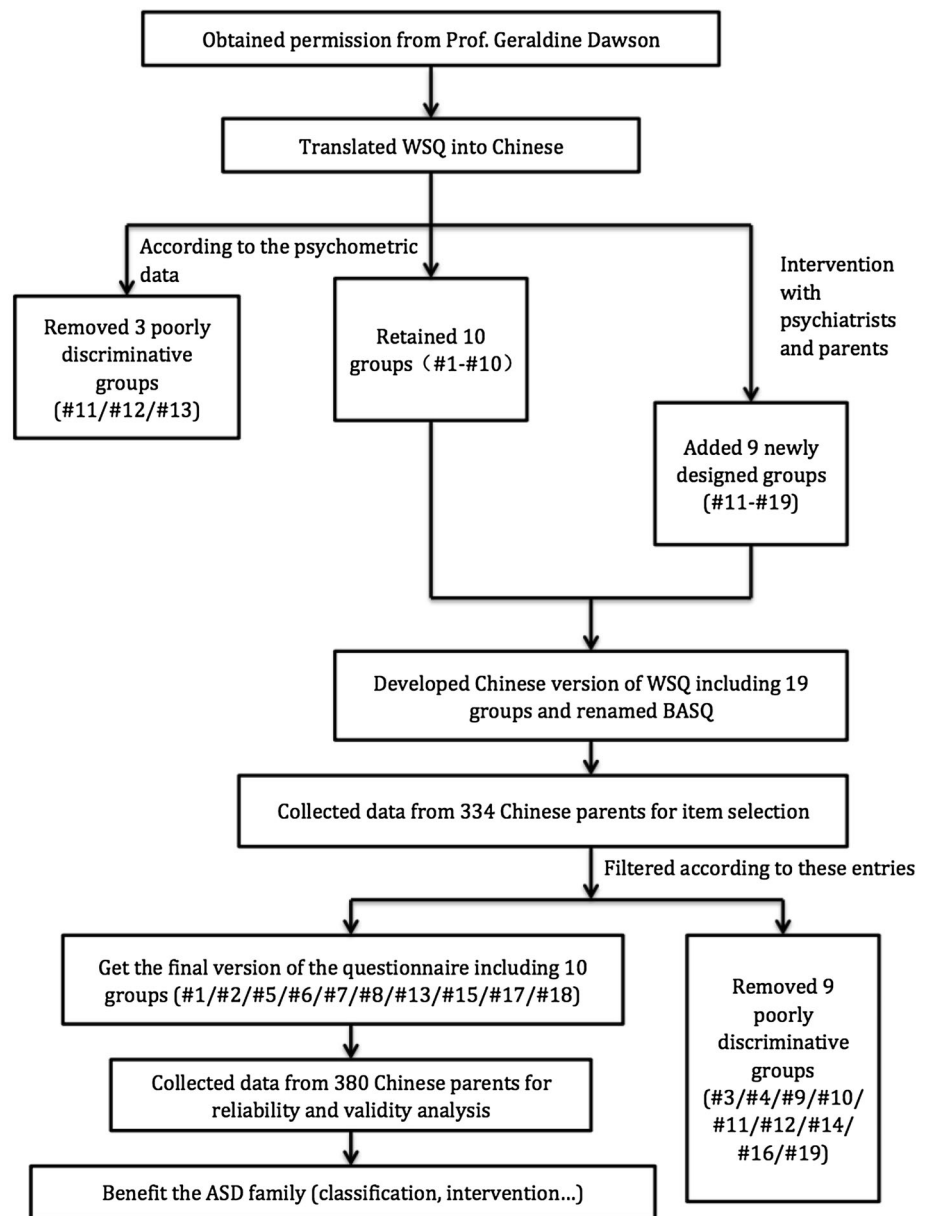 Obtained permission from Prof. Geraldine Dawson
Translated WSQ into Chinese
According to the psychometric
data
Intervention
with
psychiatrists
and parents
Removed 3 poorly
discriminative
groups
(#11/#12/#13)
Retained 10
groups（#1-#10）
Added 9 newly
designed groups
(#11-#19)
Developed Chinese version of WSQ including 19
groups and renamed BASQ
Collected data from 334 Chinese parents for item selection
Filtered according to these entries
Get the final version of the questionnaire including 10
groups (#1/#2/#5/#6/#7/#8/#13/#15/#17/#18)
Removed 9
poorly
discriminative
groups
(#3/#4/#9/#10/
#11/#12/#14/
#16/#19)
Collected data from 380 Chinese parents for
reliability and validity analysis
Benefit the ASD family (classification, intervention...)